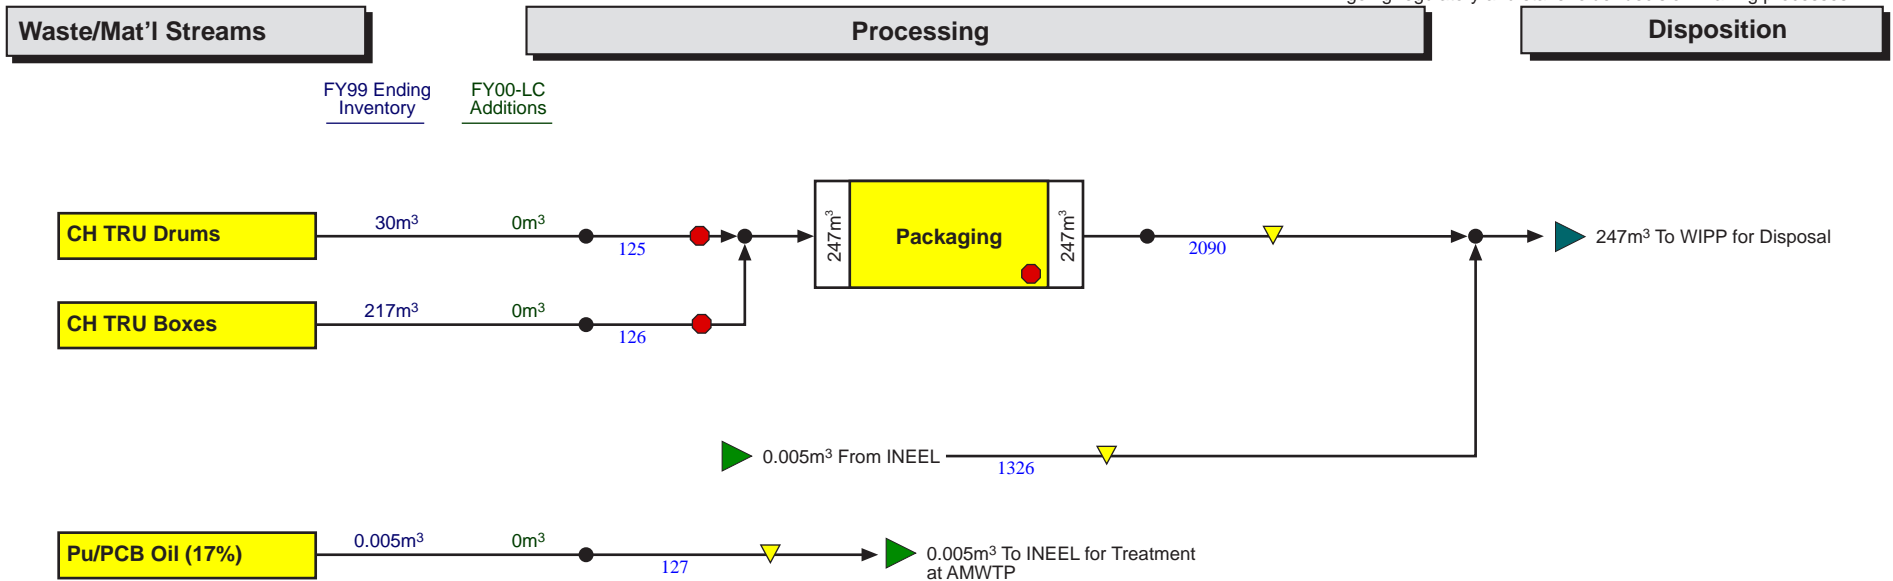 Waste/Mat'l Streams
Processing
Disposition
FY99 Ending
Inventory
FY00-LC
Additions
CH TRU Drums
30m³
0m³
125
247m³
Packaging
247m³
2090
247m³ To WIPP for Disposal
CH TRU Boxes
217m³
0m³
126
0.005m³ From INEEL
1326
Pu/PCB Oil (17%)
0.005m³
0m³
127
0.005m³ To INEEL for Treatment
at AMWTP